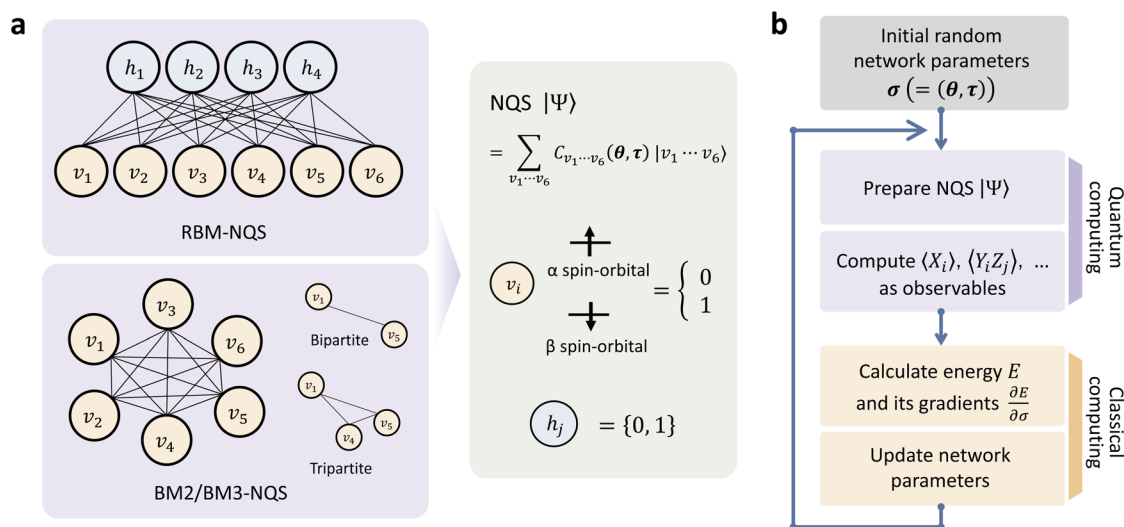 a
h₁ h₂ h₃ h₄
v₁ v₂ v₃ v₄ v₅ v₆
RBM-NQS
v₃
v₁ v₆
v₂ v₅
v₄
v₁
v₅
Bipartite
v₁
v₅
v₄
Tripartite
BM2/BM3-NQS
NQS |Ψ⟩
= ∑ C_{v₁⋯v₆}(θ, τ) |v₁ ⋯ v₆⟩
v₁⋯v₆
α spin-orbital
vᵢ = { 0
1
β spin-orbital
hⱼ = {0, 1}
b
Initial random
network parameters
σ (= (θ, τ))
Prepare NQS |Ψ⟩
Compute ⟨Xᵢ⟩, ⟨YᵢZⱼ⟩, ...
as observables
Quantum
computing
Calculate energy E
and its gradients ∂E/∂σ
Update network
parameters
Classical
computing